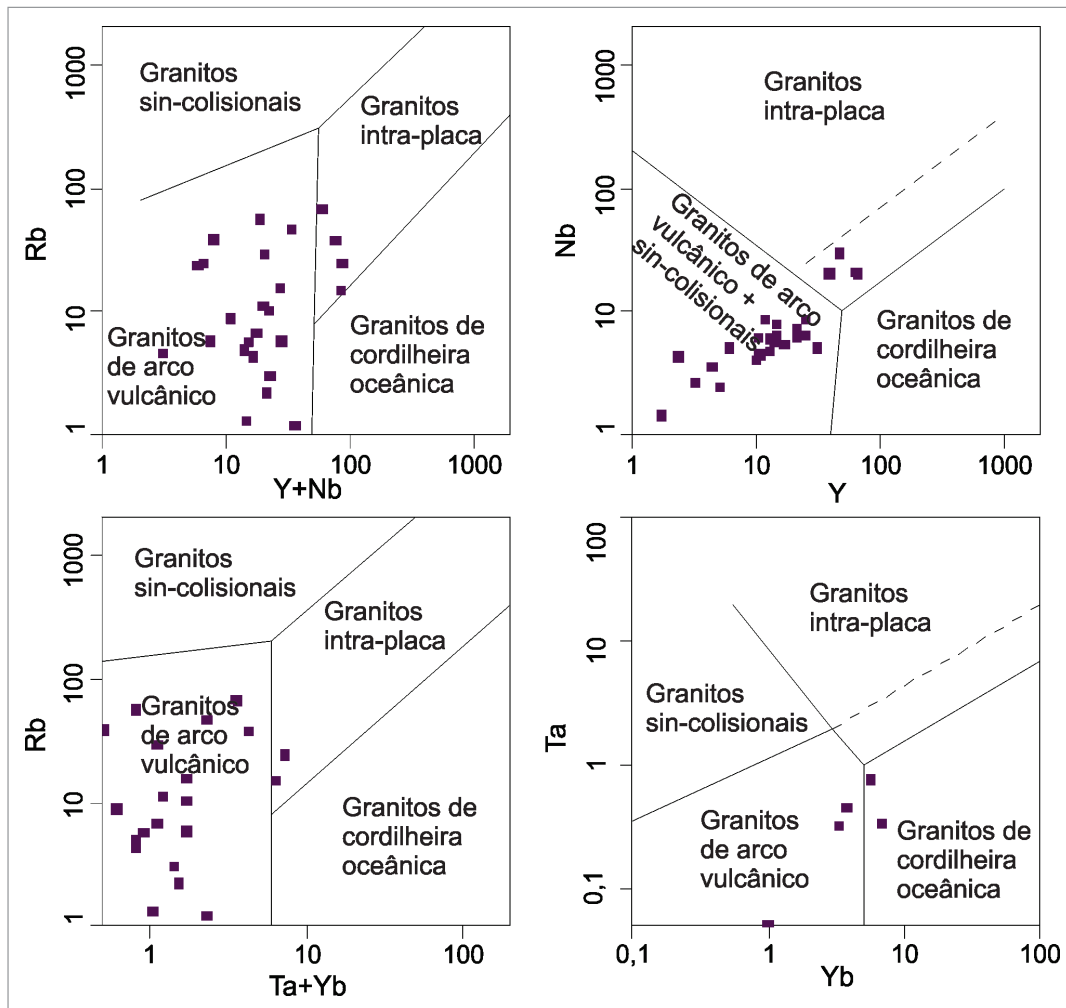 Granitos
sin-colisionais
Granitos
intra-placa
Granitos
de arco
vulcânico
Granitos de
cordilheira
oceânica
Rb
1000
100
10
1
1
10
100
1000
Y+Nb
Granitos
intra-placa
Granitos de arco
vulcânico +
sin-colisionais
Granitos de
cordilheira
oceânica
Nb
1000
100
10
1
1
10
100
1000
Y
Granitos
sin-colisionais
Granitos
intra-placa
Granitos
de arco
vulcânico
Granitos de
cordilheira
oceânica
Rb
1000
100
10
1
1
10
100
Ta+Yb
Granitos
intra-placa
Granitos
sin-colisionais
Granitos
de arco
vulcânico
Granitos de
cordilheira
oceânica
Ta
100
10
1
0,1
0,1
1
10
100
Yb